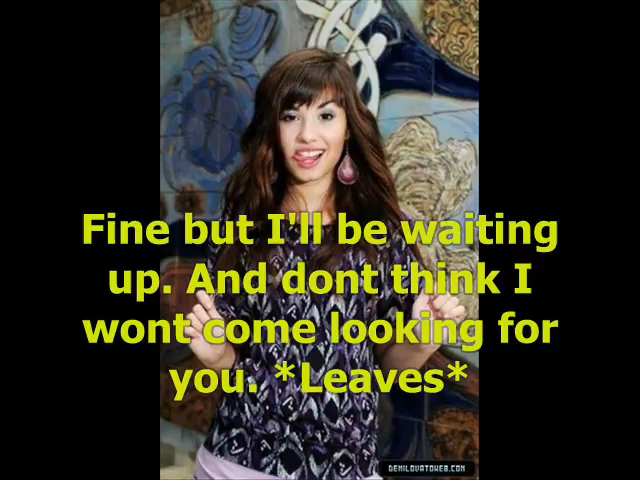 Fine but I'll be waiting
up. And dont think I
wont come looking for
you. *Leaves*
DEMILOVATOWEB.COM